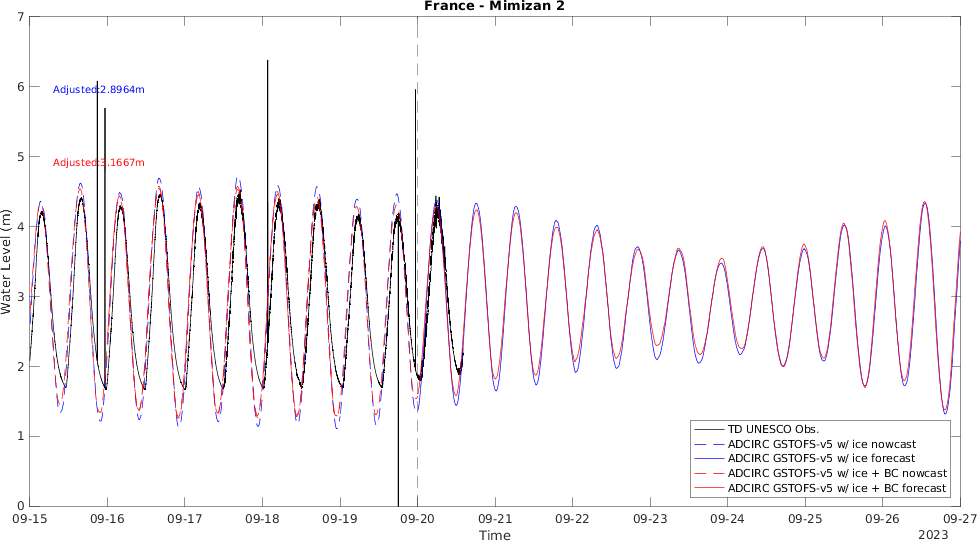 France - Mimizan 2
7
6
5
4
3
2
1
0
Water Level (m)
Adjusted:2.8964m
Adjusted:3.1667m
TD UNESCO Obs.
ADCIRC GSTOFS-v5 w/ ice nowcast
ADCIRC GSTOFS-v5 w/ ice forecast
ADCIRC GSTOFS-v5 w/ ice + BC nowcast
ADCIRC GSTOFS-v5 w/ ice + BC forecast
09-15 09-16 09-17 09-18 09-19 09-20 09-21 09-22 09-23 09-24 09-25 09-26 09-27
Time
2023